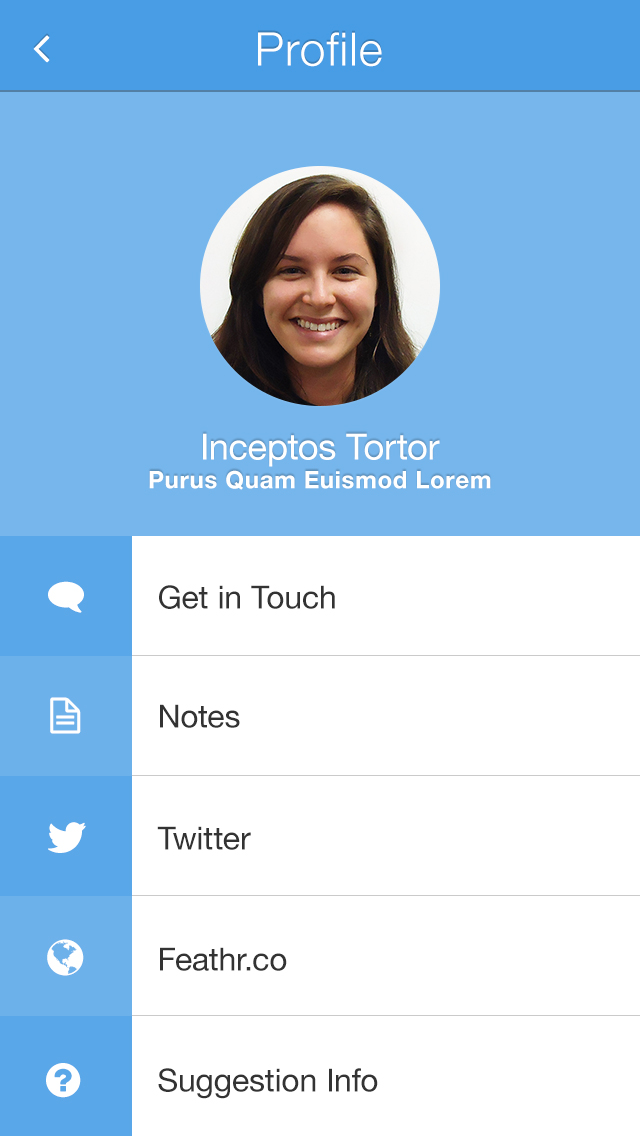 Profile
Inceptos Tortor
Purus Quam Euismod Lorem
Get in Touch
Notes
Twitter
Feathr.co
Suggestion Info